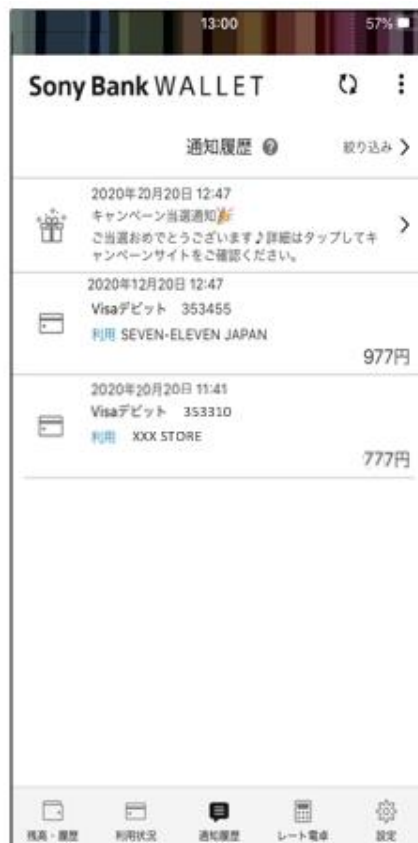 13:00
57%
Sony Bank WALLET
通知履歴 ?
絞り込み
2020年20月20日 12:47
キャンペーン当選通知🎉
ご当選おめでとうございます♪詳細はタップしてキ
ャンペーンサイトをご確認ください。
2020年12月20日 12:47
Visaデビット 353455
利用 SEVEN-ELEVEN JAPAN
977円
2020年20月20日 11:41
Visaデビット 353310
利用 XXX STORE
777円
残高・履歴
利用状況
通知履歴
レート電卓
設定